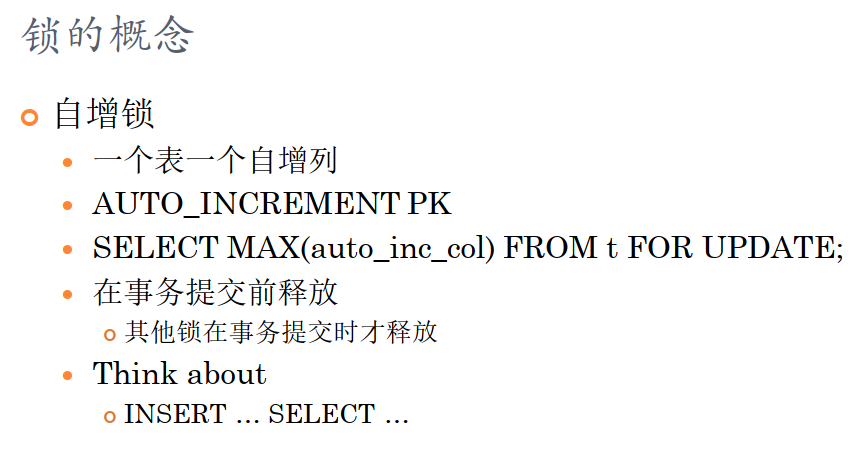 锁的概念
自增锁
一个表一个自增列
AUTO_INCREMENT PK
SELECT MAX(auto_inc_col) FROM t FOR UPDATE;
在事务提交前释放
其他锁在事务提交时才释放
Think about
INSERT … SELECT …